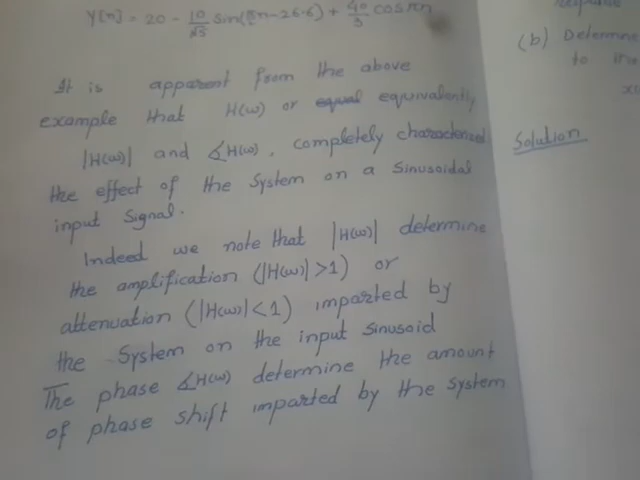 Y[n] = 20 - 10/√5 sin(π/2 n - 26.6) + 40/3 cos πn
It is apparent from the above
example that H(ω) or equal equivalently
|H(ω)| and ∡H(ω), completely characterized
the effect of the System on a Sinusoidal
input Signal.
Indeed we note that |H(ω)| determine
the amplification (|H(ω)|>1) or
attenuation (|H(ω)|<1) imparted by
the System on the input Sinusoid
The phase ∡H(ω) determine the amount
of phase shift imparted by the System
(b) Determine
to
Solution